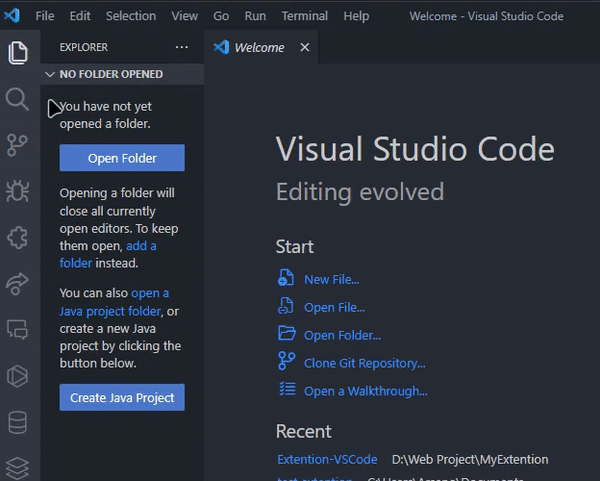 File Edit Selection View Go Run Terminal Help Welcome - Visual Studio Code
EXPLORER ...
Welcome
NO FOLDER OPENED
You have not yet
opened a folder.
Open Folder
Opening a folder will
close all currently
open editors. To keep
them open, add a
folder instead.
You can also open a
Java project folder, or
create a new Java
project by clicking the
button below.
Create Java Project
Visual Studio Code
Editing evolved
Start
New File...
Open File...
Open Folder...
Clone Git Repository...
Open a Walkthrough...
Recent
Extention-VSCode D:\Web Project\MyExtention